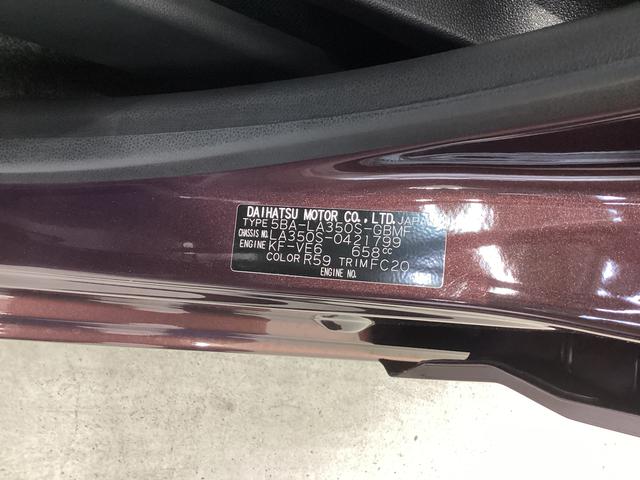 DAIHATSU MOTOR CO., LTD. JAPAN
TYPE 5BA-LA350S-GBMF
CHASSIS NO. LA350S-0421799
ENGINE KF-VE6 658cc
COLOR R59 TRIM FC20
ENGINE NO.